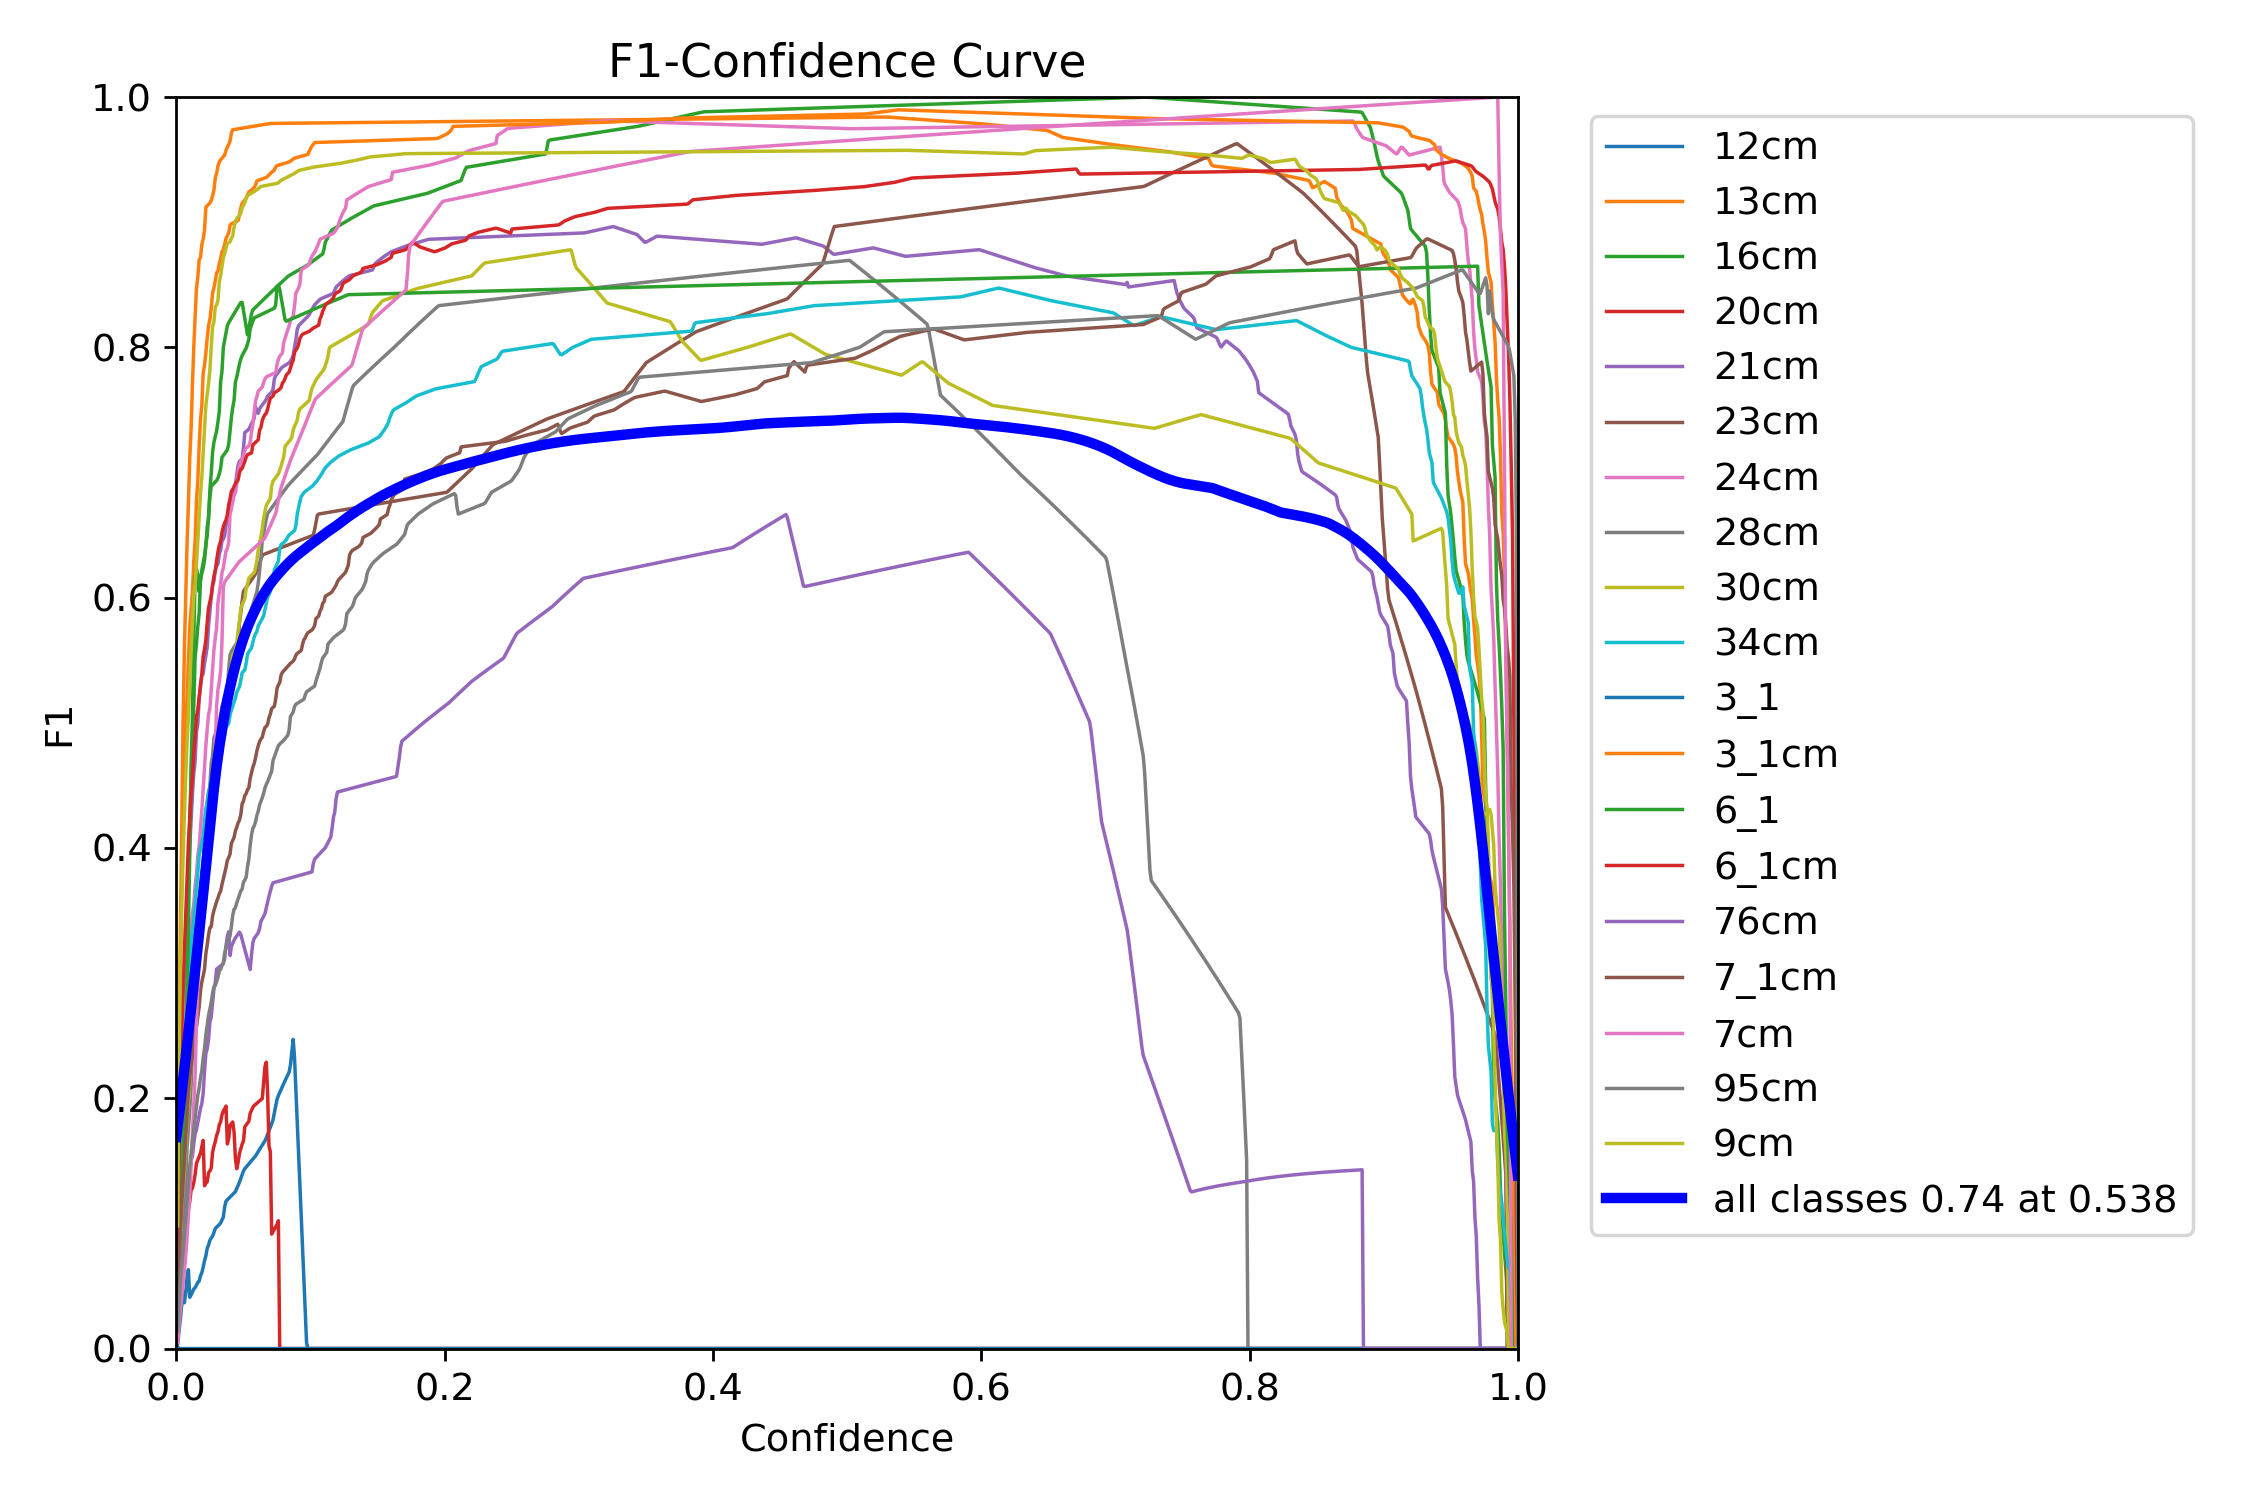 F1-Confidence Curve
1.0
0.8
0.6
0.4
0.2
0.0
F1
0.0 0.2 0.4 0.6 0.8 1.0
Confidence
12cm
13cm
16cm
20cm
21cm
23cm
24cm
28cm
30cm
34cm
3_1
3_1cm
6_1
6_1cm
76cm
7_1cm
7cm
95cm
9cm
all classes 0.74 at 0.538